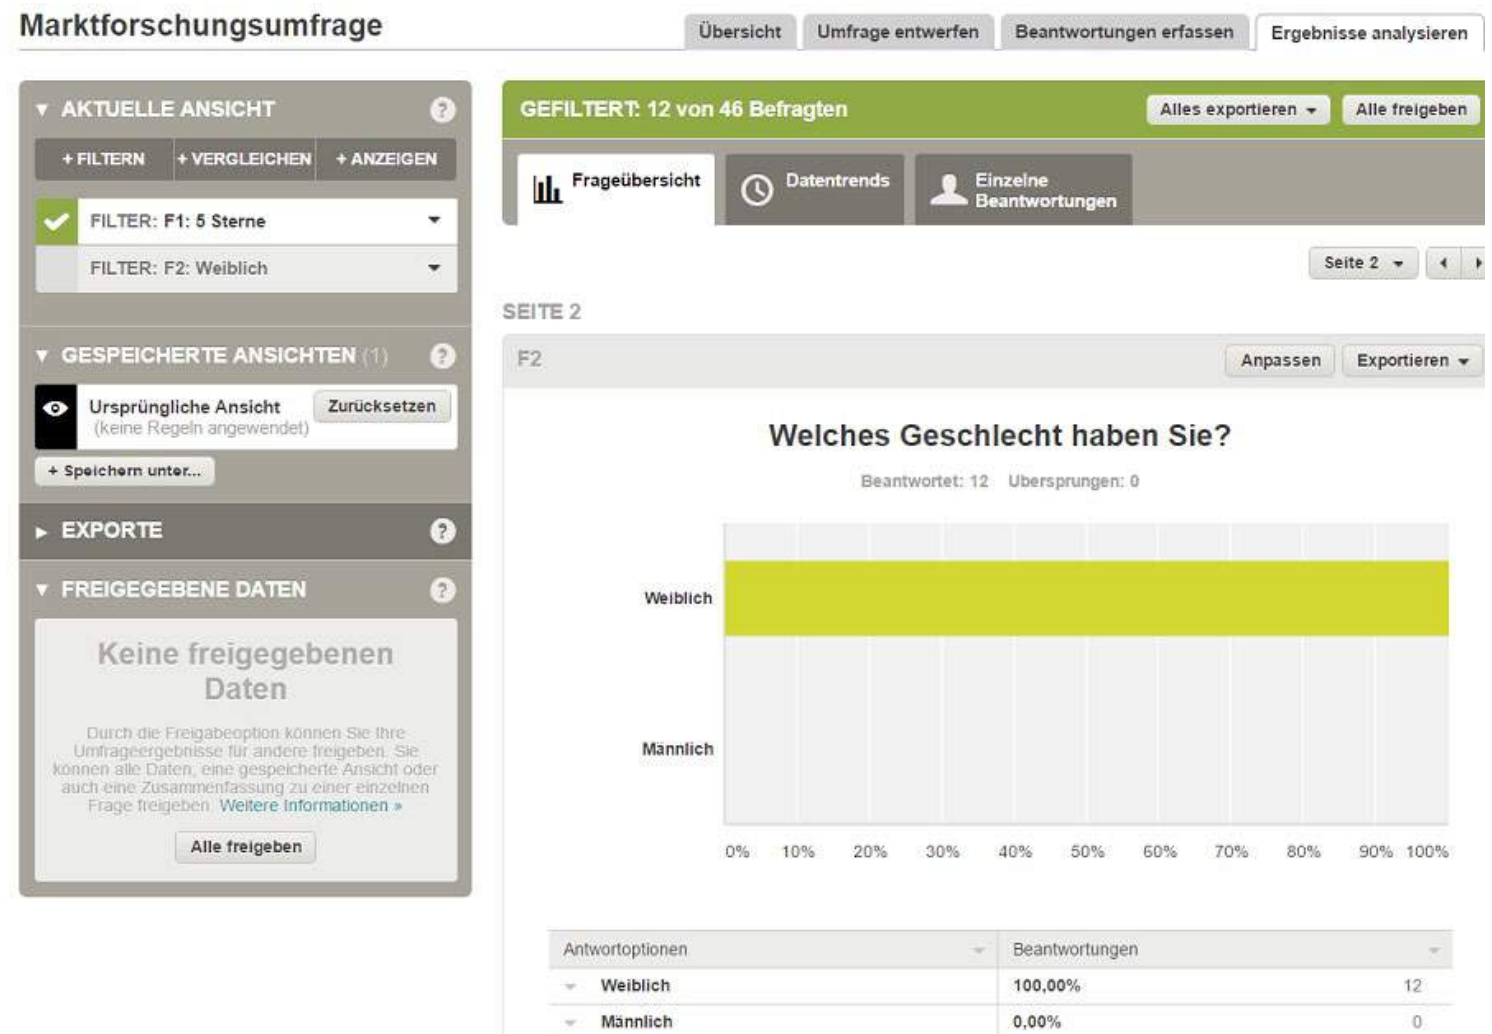 Marktforschungsumfrage
Übersicht
Umfrage entwerfen
Beantwortungen erfassen
Ergebnisse analysieren
AKTUELLE ANSICHT ?
+ FILTERN + VERGLEICHEN + ANZEIGEN
FILTER: F1: 5 Sterne
FILTER: F2: Weiblich
GESPEICHERTE ANSICHTEN (1) ?
Ursprüngliche Ansicht
(keine Regeln angewendet)
Zurücksetzen
+ Speichern unter...
EXPORTE ?
FREIGEGEBENE DATEN ?
Keine freigegebenen
Daten
Durch die Freigabeoption können Sie Ihre
Umfrageergebnisse für andere freigeben. Sie
können alle Daten, eine gespeicherte Ansicht oder
auch eine Zusammenfassung zu einer einzelnen
Frage freigeben. Weitere Informationen »
Alle freigeben
GEFILTERT: 12 von 46 Befragten
Alles exportieren
Alle freigeben
Frageübersicht
Datentrends
Einzelne
Beantwortungen
Seite 2
SEITE 2
F2
Anpassen
Exportieren
Welches Geschlecht haben Sie?
Beantwortet: 12 Übersprungen: 0
Weiblich
Männlich
0% 10% 20% 30% 40% 50% 60% 70% 80% 90% 100%
Antwortoptionen Beantwortungen
Weiblich 100,00% 12
Männlich 0,00% 0